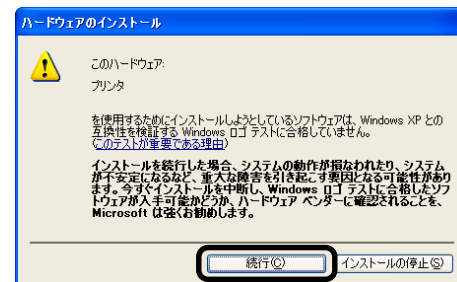 ハードウェアのインストール
このハードウェア:
プリンタ
を使用するためにインストールしようとしているソフトウェアは、Windows XP との
互換性を検証する Windows ロゴ テストに合格していません。
(このテストが重要である理由)
インストールを続行した場合、システムの動作が損なわれたり、システム
が不安定になるなど、重大な障害を引き起こす要因となる可能性があり
ます。今すぐインストールを中断し、Windows ロゴ テストに合格したソフ
トウェアが入手可能かどうか、ハードウェア ベンダーに確認されることを、
Microsoft は強くお勧めします。
続行(C)
インストールの停止(S)